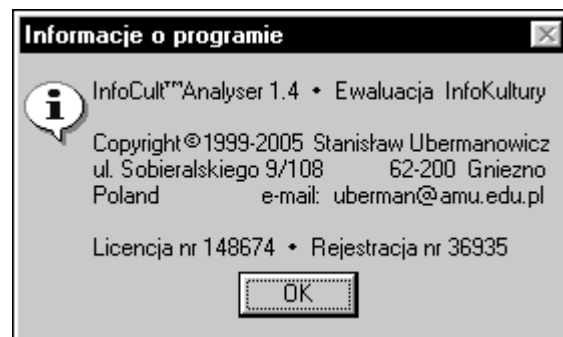 Informacje o programie
InfoCult™Analyser 1.4 • Ewaluacja InfoKultury
Copyright©1999-2005 Stanisław Ubermanowicz
ul. Sobieralskiego 9/108 62-200 Gniezno
Poland e-mail: uberman@amu.edu.pl
Licencja nr 148674 • Rejestracja nr 36935
OK